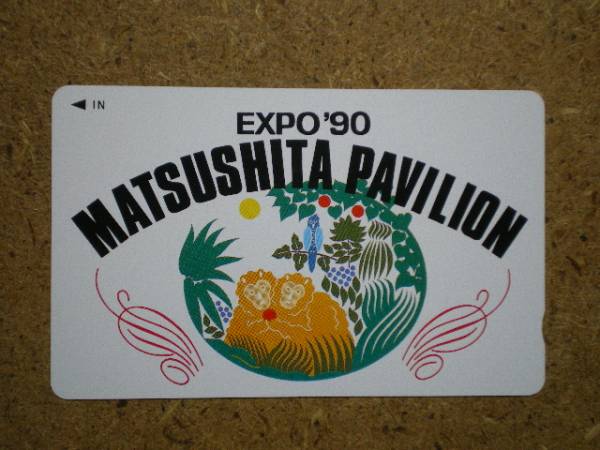 ◀ IN
EXPO '90
MATSUSHITA PAVILION